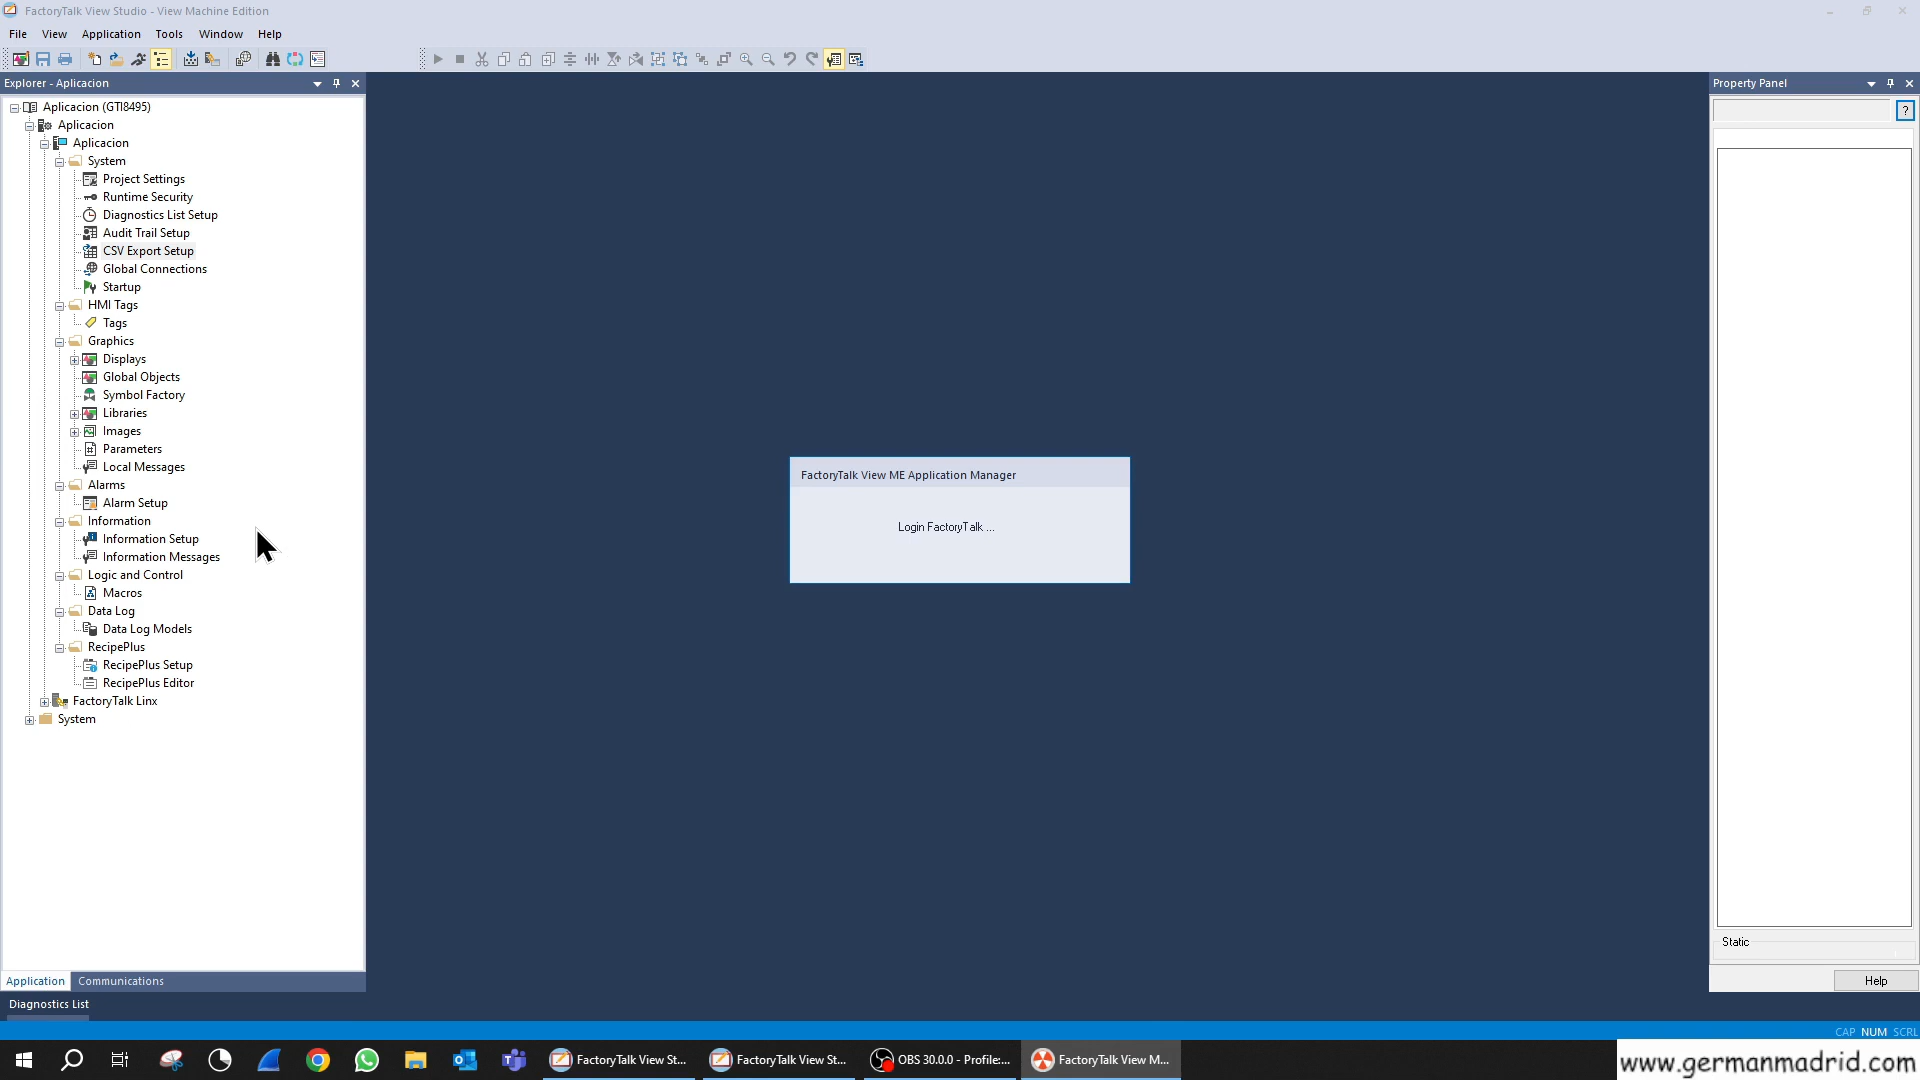 FactoryTalk View Studio - View Machine Edition
File View Application Tools Window Help
Explorer - Aplicacion
Aplicacion (GTI8495)
Aplicacion
Aplicacion
System
Project Settings
Runtime Security
Diagnostics List Setup
Audit Trail Setup
CSV Export Setup
Global Connections
Startup
HMI Tags
Tags
Graphics
Displays
Global Objects
Symbol Factory
Libraries
Images
Parameters
Local Messages
Alarms
Alarm Setup
Information
Information Setup
Information Messages
Logic and Control
Macros
Data Log
Data Log Models
RecipePlus
RecipePlus Setup
RecipePlus Editor
FactoryTalk Linx
System
Application Communications
Diagnostics List
FactoryTalk View ME Application Manager
Login FactoryTalk ...
Property Panel
?
Static
Help
CAP NUM SCRL
FactoryTalk View St... FactoryTalk View St... OBS 30.0.0 - Profile:... FactoryTalk View M...
www.germanmadrid.com